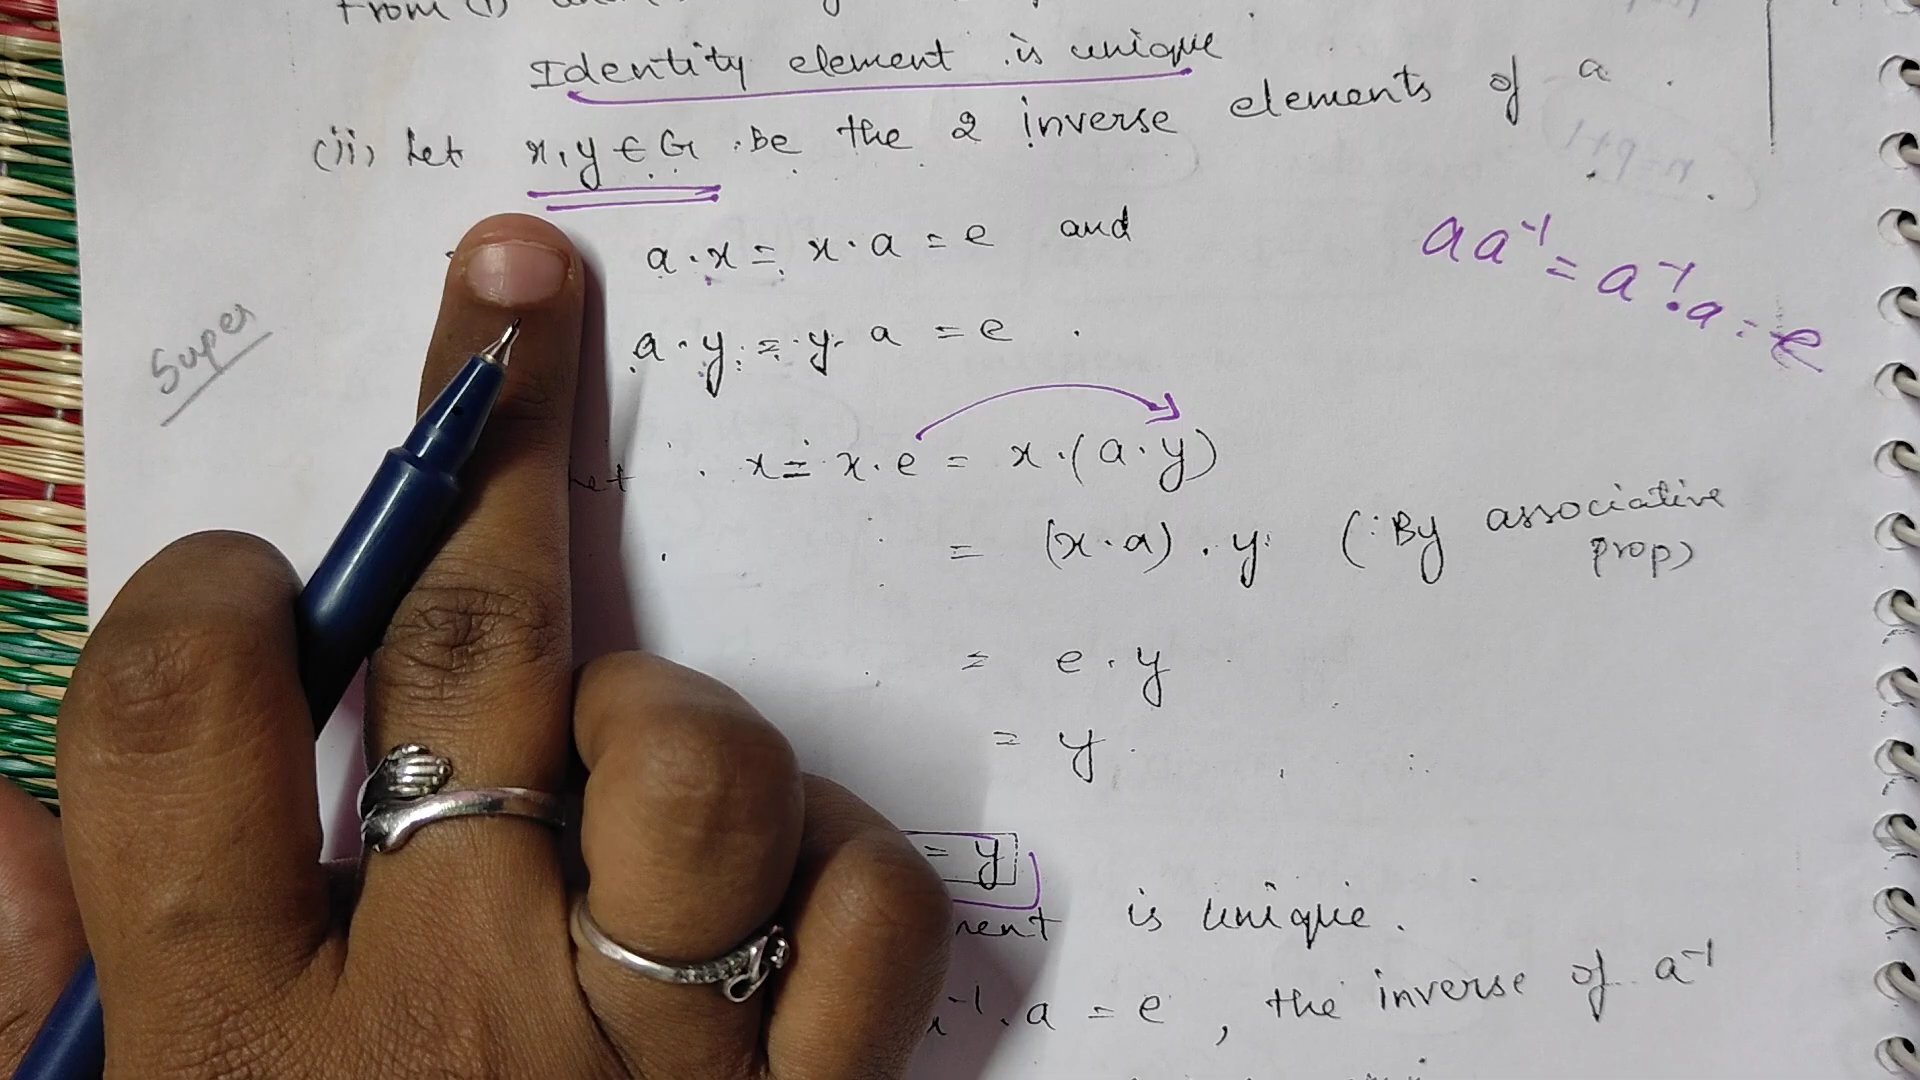 From (i)
Identity element is unique
(ii) Let x, y ∈ G be the 2 inverse elements of a.
a · x = x · a = e and
aa⁻¹ = a⁻¹·a = e
a · y = y · a = e
Super
x = x · e = x · (a · y)
= (x · a) · y (∵ By associative prop)
= e · y
= y
= y
is unique.
· a = e, the inverse of a⁻¹